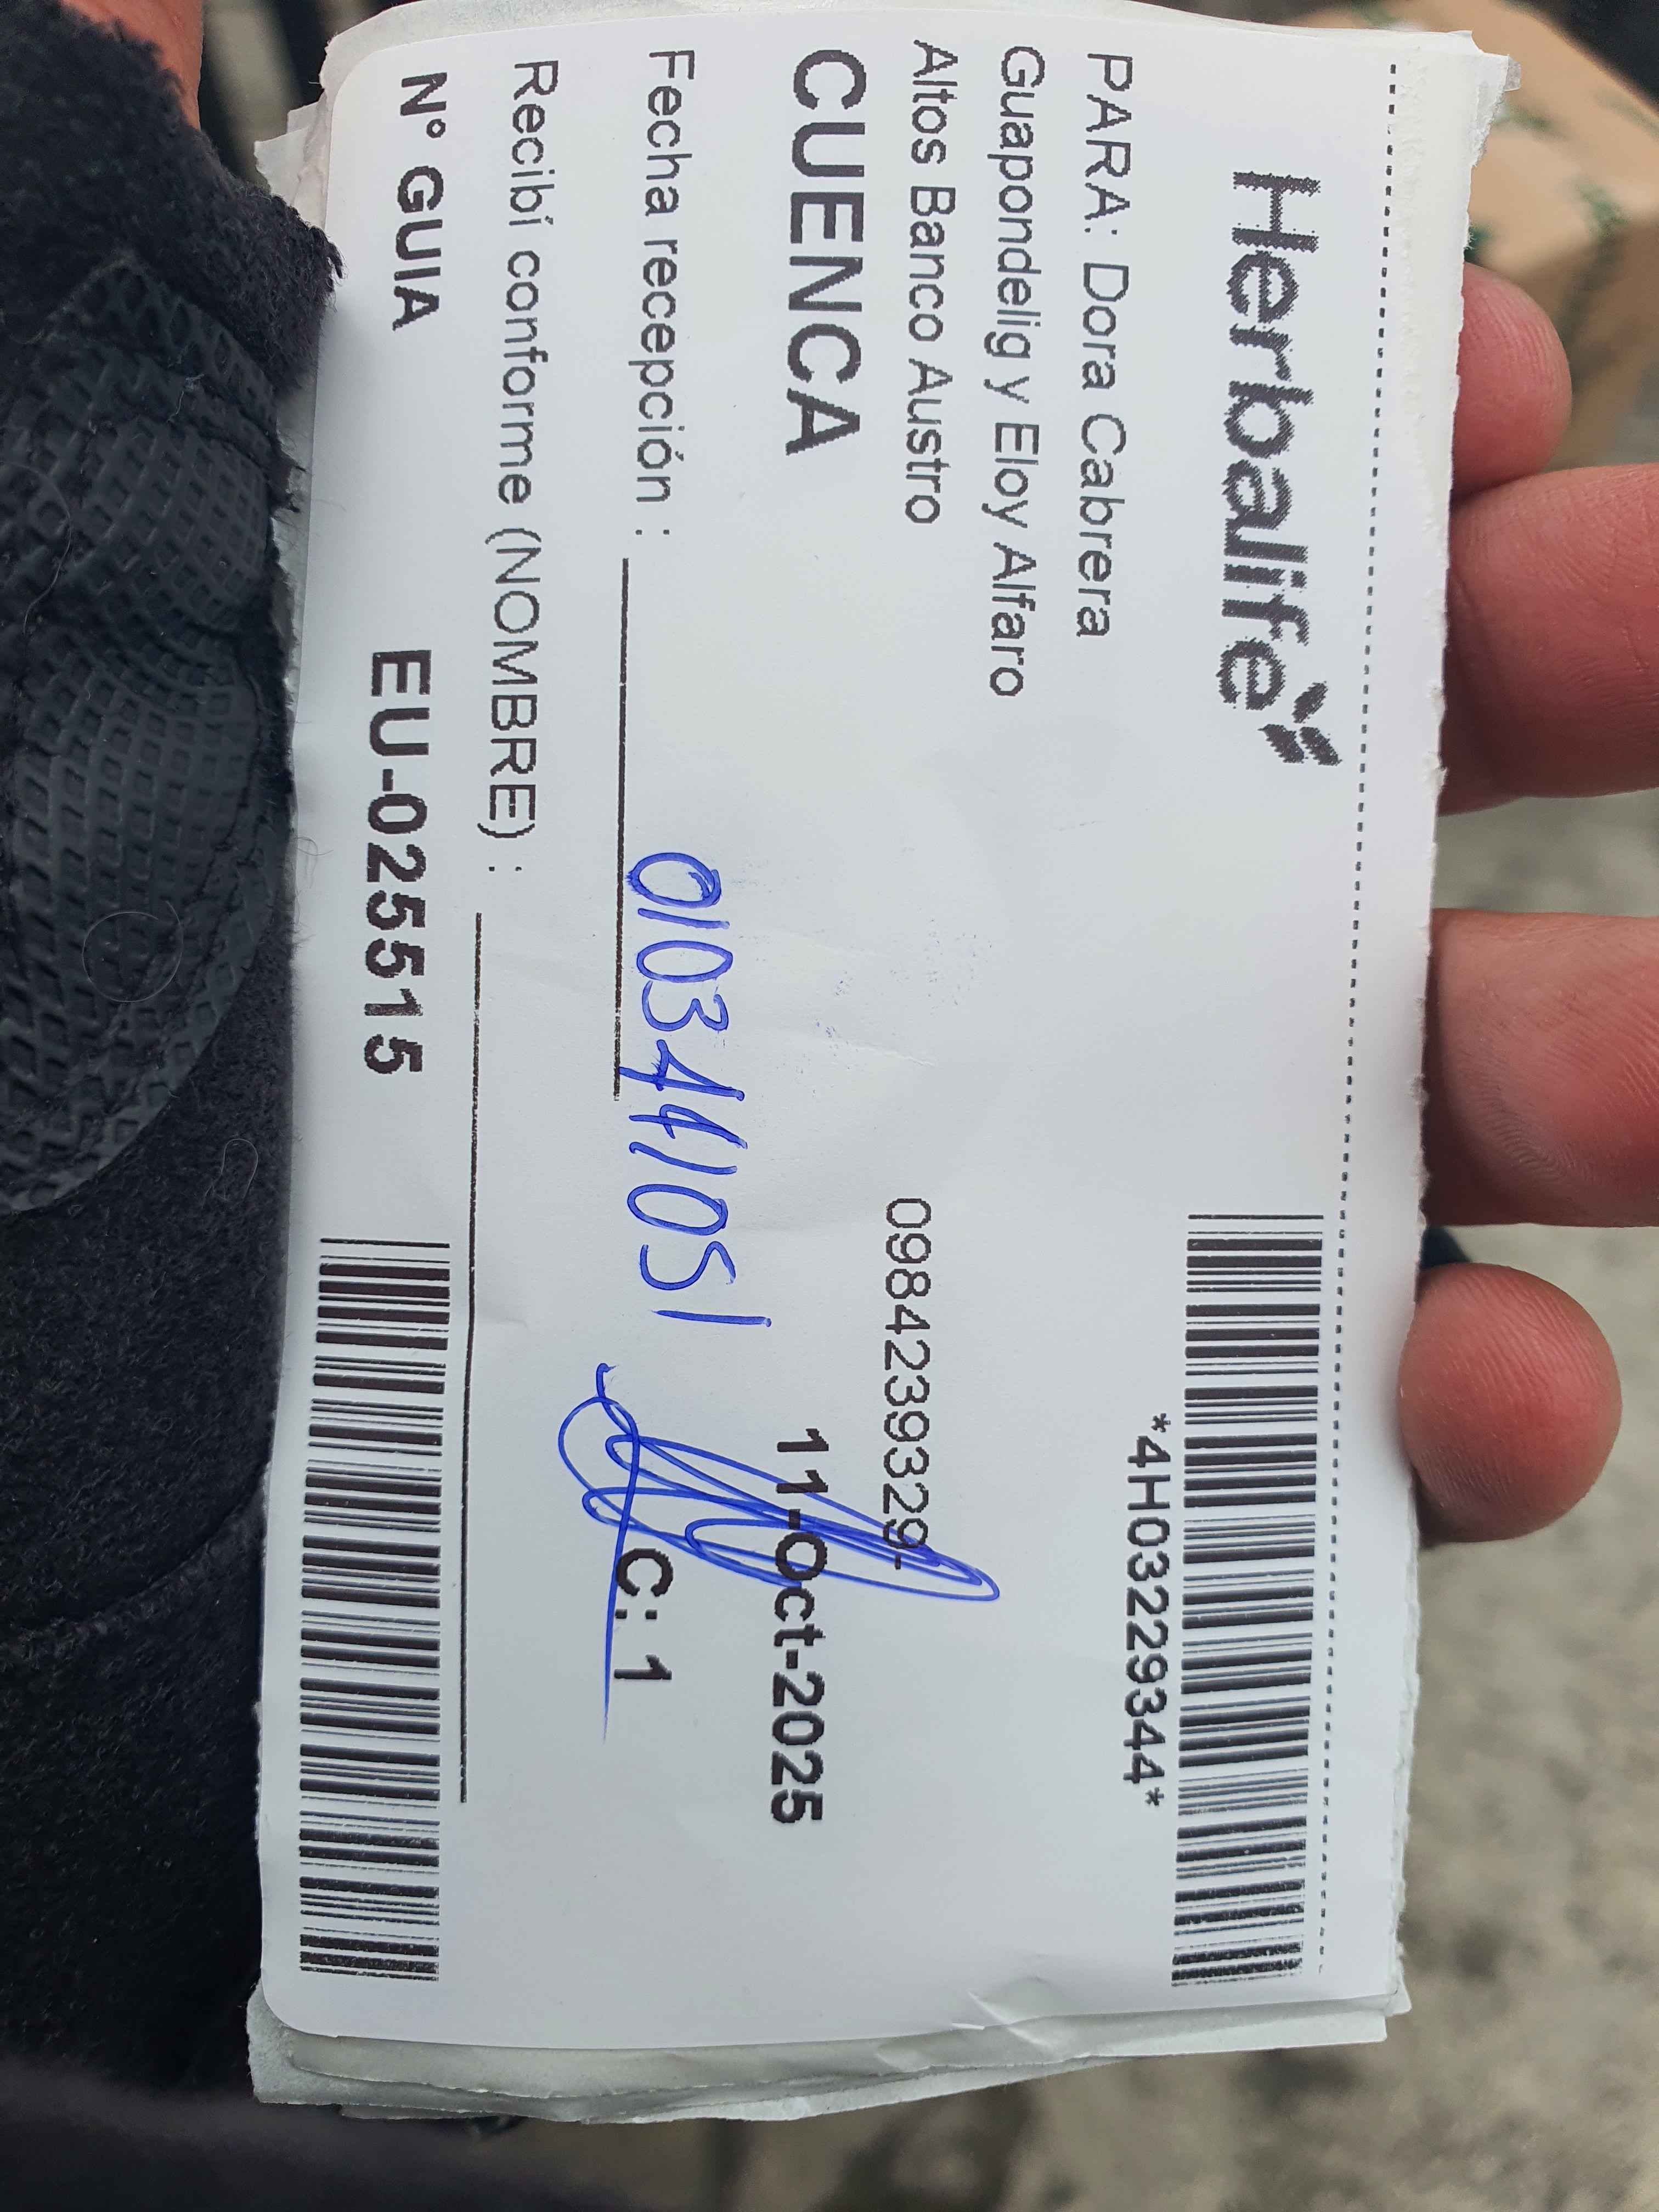 Herbalife
*4H03229344*
PARA: Dora Cabrera
Guapondelig y Eloy Alfaro
Altos Banco Austro 0984239329-
CUENCA 11-Oct-2025
Fecha recepción : 0103441051
C: 1
Recibí conforme (NOMBRE) :
N° GUIA EU-025515